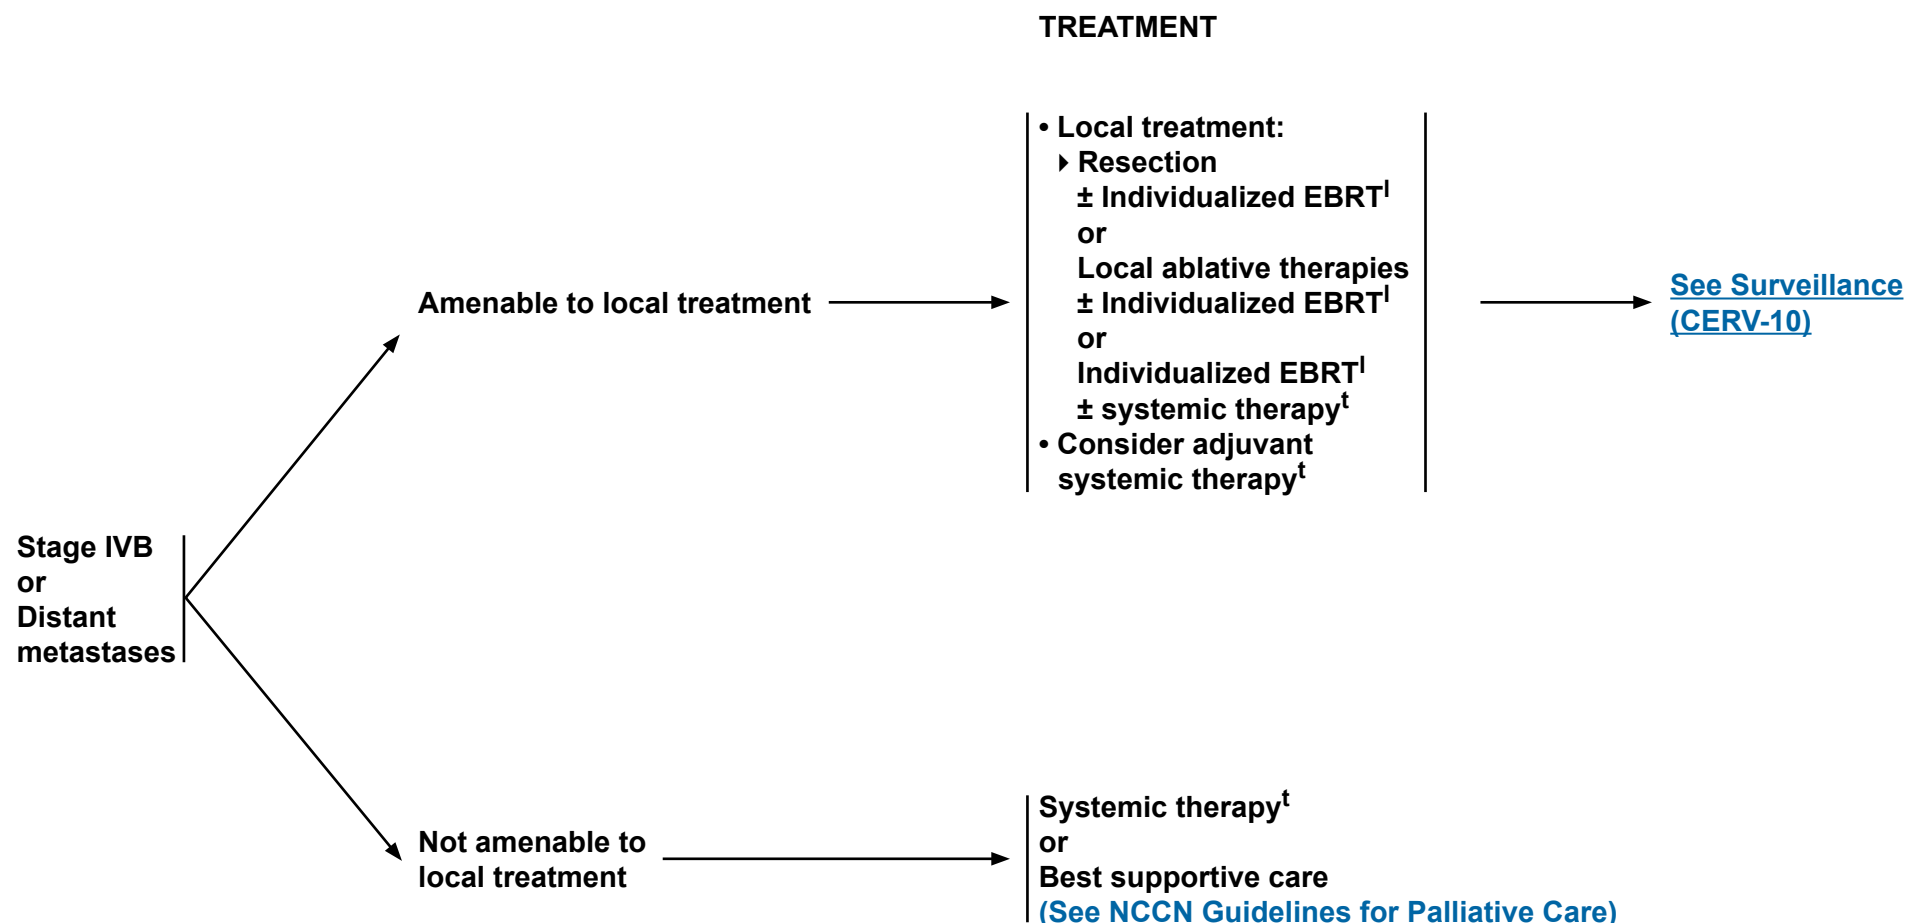 TREATMENT
• Local treatment:
▸ Resection
± Individualized EBRTˡ
or
Local ablative therapies
± Individualized EBRTˡ
or
Individualized EBRTˡ
± systemic therapyᵗ
• Consider adjuvant
systemic therapyᵗ
Amenable to local treatment
See Surveillance
(CERV-10)
Stage IVB
or
Distant
metastases
Not amenable to
local treatment
Systemic therapyᵗ
or
Best supportive care
(See NCCN Guidelines for Palliative Care)